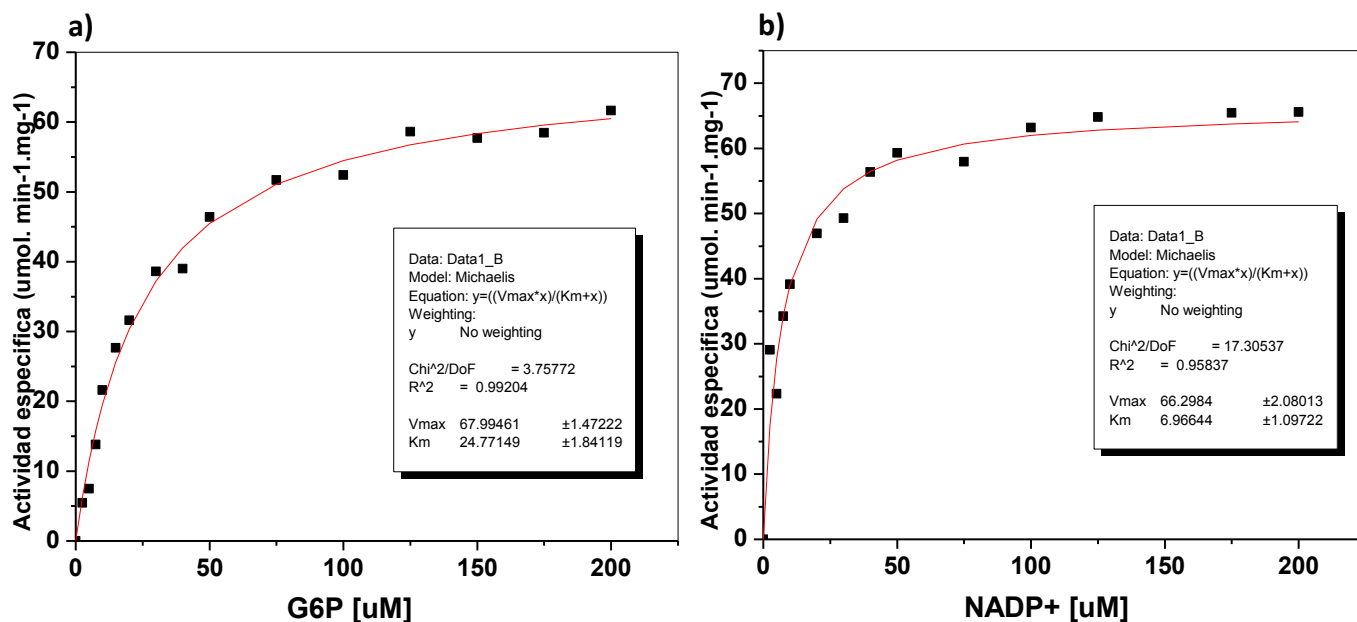 a)
Actividad específica (umol. min-1.mg-1)
70
60
50
40
30
20
10
0
0 50 100 150 200
G6P [uM]
Data: Data1_B
Model: Michaelis
Equation: y=((Vmax*x)/(Km+x))
Weighting:
y No weighting
Chi^2/DoF = 3.75772
R^2 = 0.99204
Vmax 67.99461 ±1.47222
Km 24.77149 ±1.84119
b)
Actividad específica (umol. min-1.mg-1)
70
60
50
40
30
20
10
0
0 50 100 150 200
NADP+ [uM]
Data: Data1_B
Model: Michaelis
Equation: y=((Vmax*x)/(Km+x))
Weighting:
y No weighting
Chi^2/DoF = 17.30537
R^2 = 0.95837
Vmax 66.2984 ±2.08013
Km 6.96644 ±1.09722